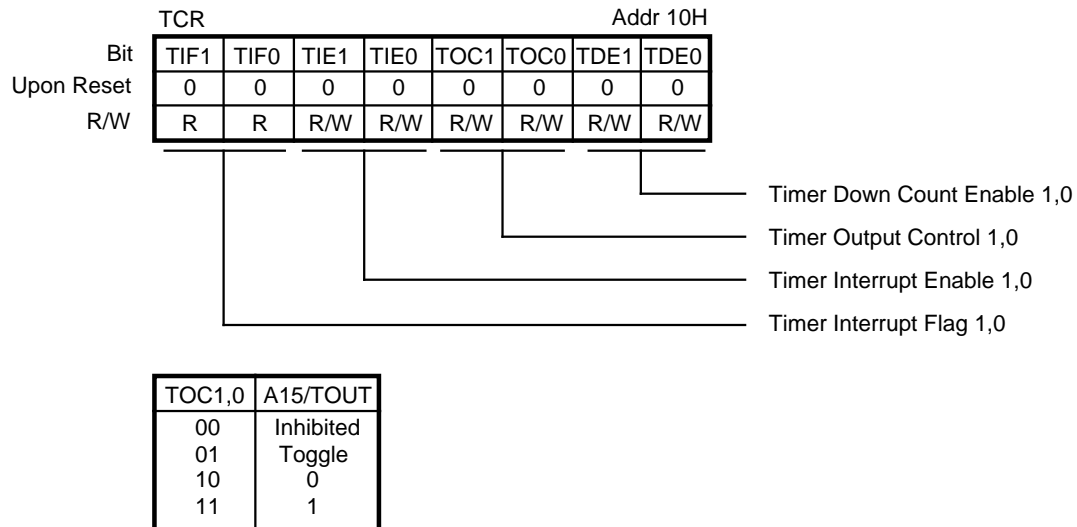 TCR Addr 10H
Bit TIF1 TIF0 TIE1 TIE0 TOC1 TOC0 TDE1 TDE0
Upon Reset 0 0 0 0 0 0 0 0
R/W R R R/W R/W R/W R/W R/W R/W
Timer Down Count Enable 1,0
Timer Output Control 1,0
Timer Interrupt Enable 1,0
Timer Interrupt Flag 1,0
TOC1,0 A15/TOUT
00 Inhibited
01 Toggle
10 0
11 1